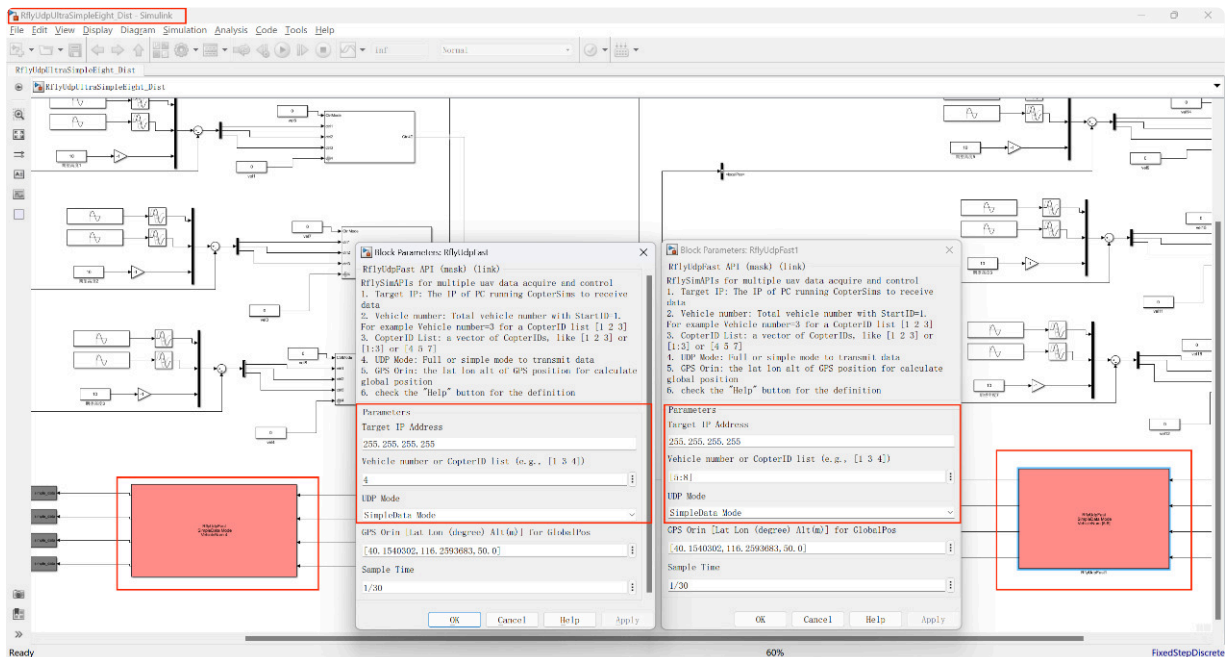 RflyUdpUltraSimpleEight_Dist - Simulink
File Edit View Display Diagram Simulation Analysis Code Tools Help
inf
Normal
RflyUdpUltraSimpleEight_Dist
RflyUdpUltraSimpleEight_Dist
Block Parameters: RflyUdpFast
RflyUdpFast API (mask) (link)
RflySimAPIs for multiple uav data acquire and control
1. Target IP: The IP of PC running CopterSims to receive
data
2. Vehicle number: Total vehicle number with StartID=1.
For example Vehicle number=3 for a CopterID list [1 2 3]
3. CopterID List: a vector of CopterIDs, like [1 2 3] or
[1:3] or [4 5 7]
4. UDP Mode: Full or simple mode to transmit data
5. GPS Orin: the lat lon alt of GPS position for calculate
global position
6. check the "Help" button for the definition
Parameters
Target IP Address
255.255.255.255
Vehicle number or CopterID list (e.g., [1 3 4])
4
UDP Mode
SimpleData Mode
GPS Orin [Lat Lon (degree) Alt(m)] for GlobalPos
[40.1540302,116.2593683,50.0]
Sample Time
1/30
OK Cancel Help Apply
Block Parameters: RflyUdpFast1
RflyUdpFast API (mask) (link)
RflySimAPIs for multiple uav data acquire and control
1. Target IP: The IP of PC running CopterSims to receive
data
2. Vehicle number: Total vehicle number with StartID=1.
For example Vehicle number=3 for a CopterID list [1 2 3]
3. CopterID List: a vector of CopterIDs, like [1 2 3] or
[1:3] or [4 5 7]
4. UDP Mode: Full or simple mode to transmit data
5. GPS Orin: the lat lon alt of GPS position for calculate
global position
6. check the "Help" button for the definition
Parameters
Target IP Address
255.255.255.255
Vehicle number or CopterID list (e.g., [1 3 4])
[5:8]
UDP Mode
SimpleData Mode
GPS Orin [Lat Lon (degree) Alt(m)] for GlobalPos
[40.1540302,116.2593683,50.0]
Sample Time
1/30
OK Cancel Help Apply
RflyUdpFast
SimpleData Mode
RflyUdpFast
SimpleData Mode
RflyUdpFast1
Ready
60%
FixedStepDiscrete